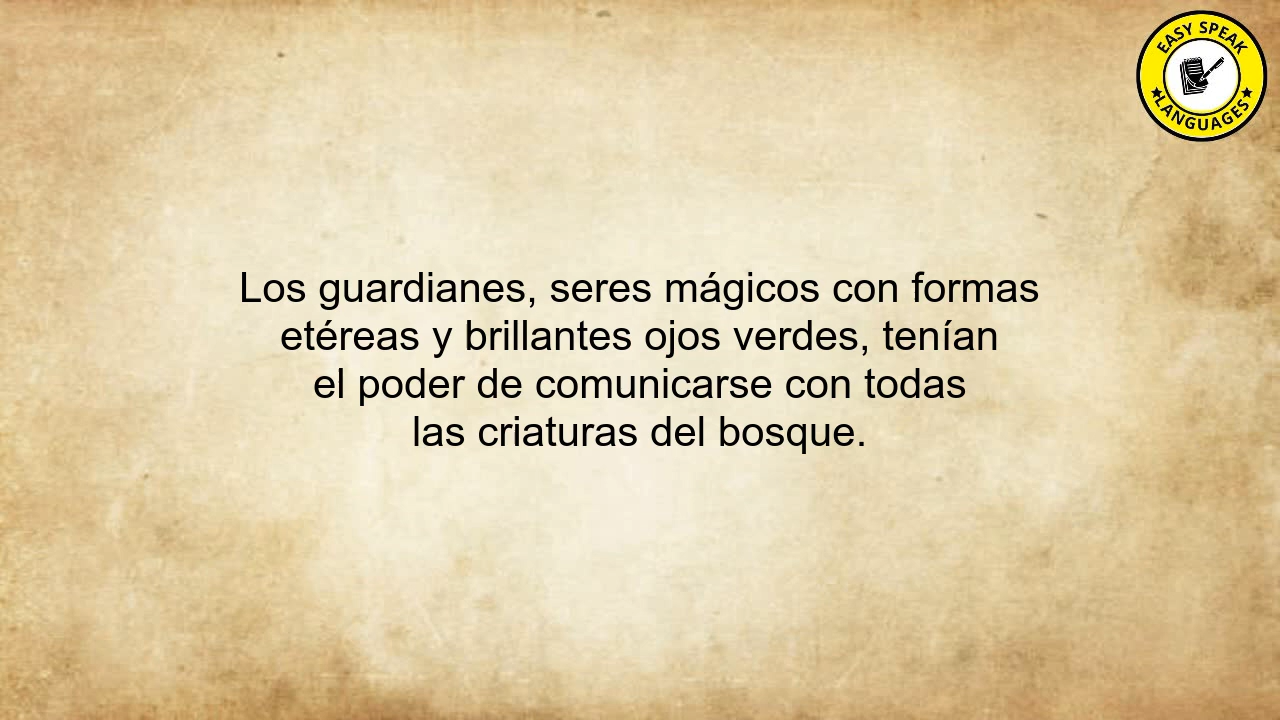 EASY SPEAK
LANGUAGES
Los guardianes, seres mágicos con formas
etéreas y brillantes ojos verdes, tenían
el poder de comunicarse con todas
las criaturas del bosque.